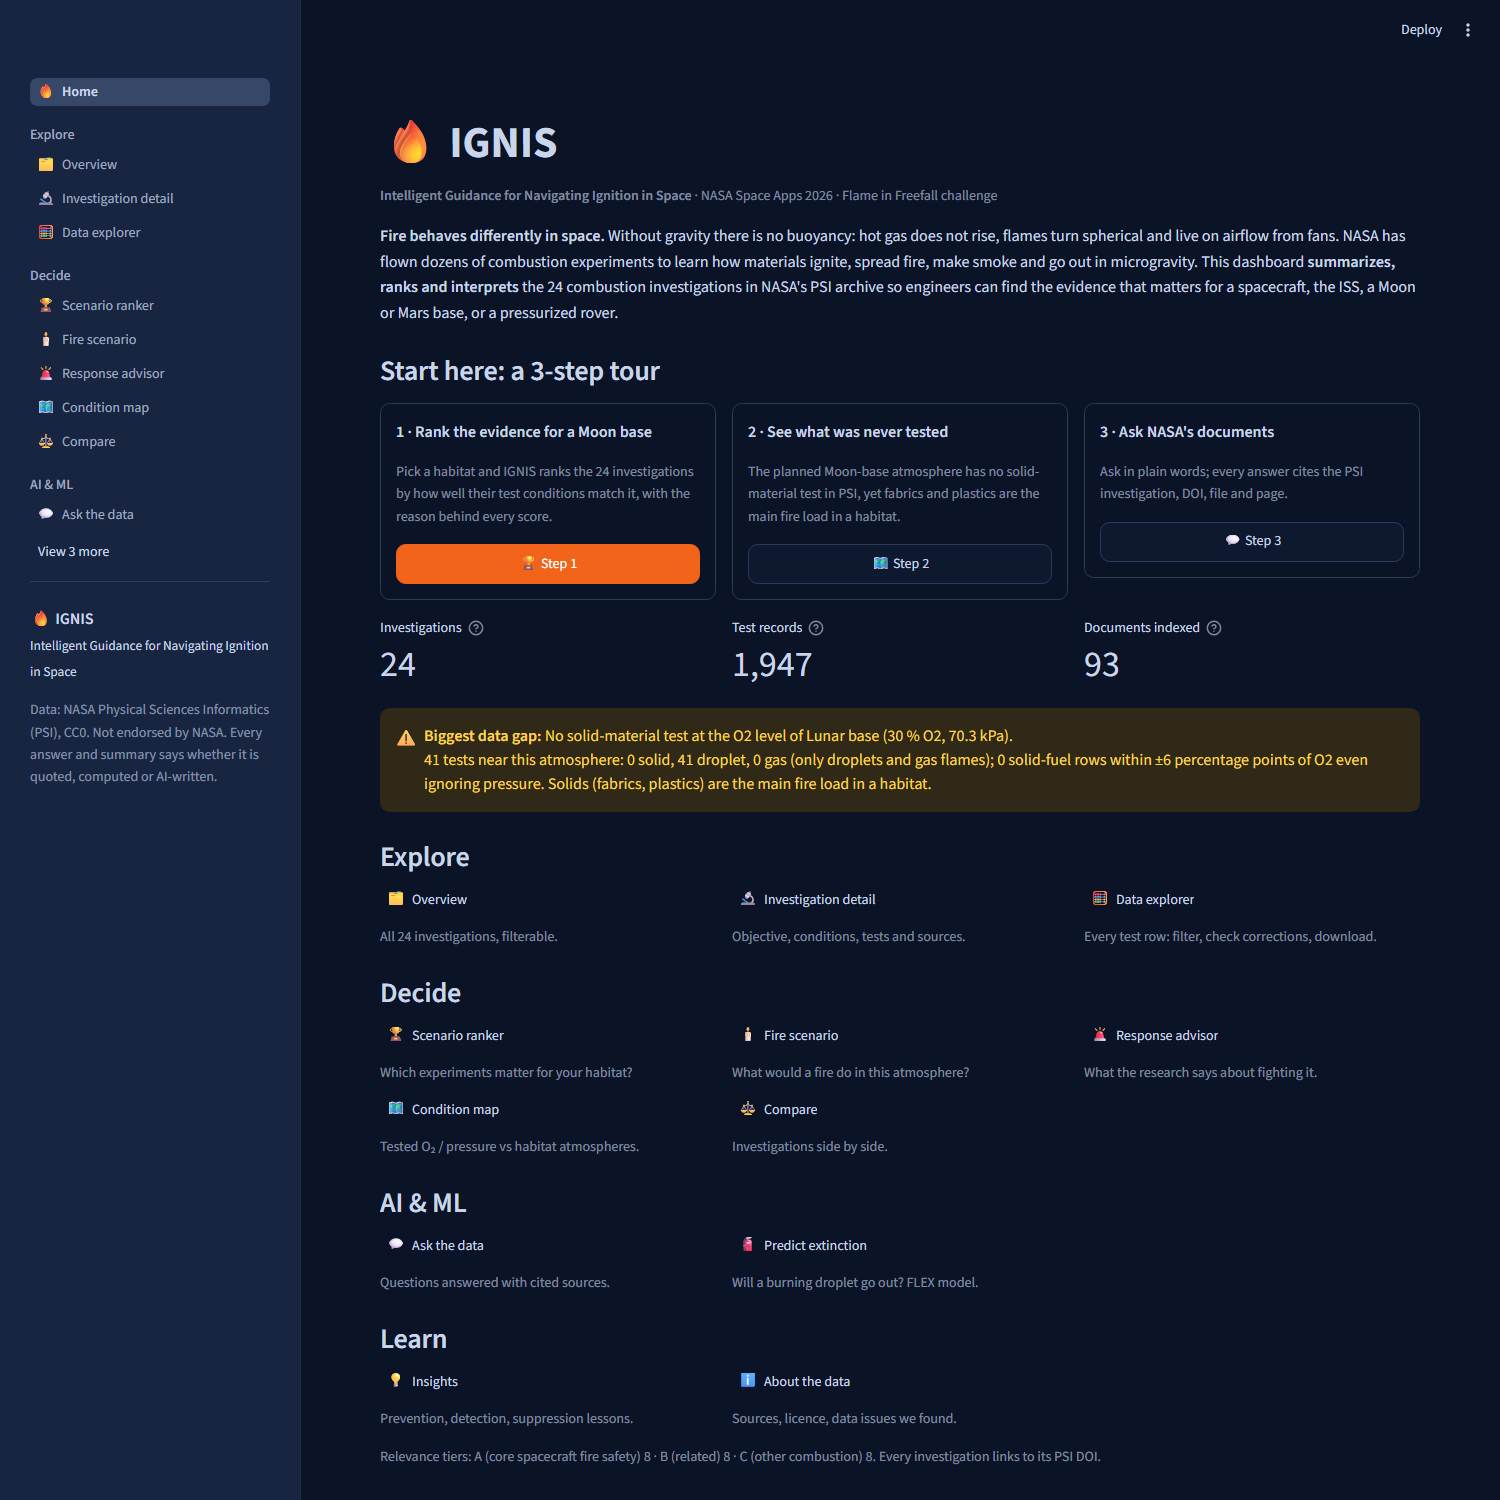 Deploy
Home
Explore
Overview
Investigation detail
Data explorer
Decide
Scenario ranker
Fire scenario
Response advisor
Condition map
Compare
AI & ML
Ask the data
View 3 more
IGNIS
Intelligent Guidance for Navigating Ignition
in Space
Data: NASA Physical Sciences Informatics
(PSI), CC0. Not endorsed by NASA. Every
answer and summary says whether it is
quoted, computed or AI-written.
IGNIS
Intelligent Guidance for Navigating Ignition in Space · NASA Space Apps 2026 · Flame in Freefall challenge
Fire behaves differently in space. Without gravity there is no buoyancy: hot gas does not rise, flames turn spherical and live on airflow from fans. NASA has
flown dozens of combustion experiments to learn how materials ignite, spread fire, make smoke and go out in microgravity. This dashboard summarizes,
ranks and interprets the 24 combustion investigations in NASA's PSI archive so engineers can find the evidence that matters for a spacecraft, the ISS, a Moon
or Mars base, or a pressurized rover.
Start here: a 3-step tour
1 · Rank the evidence for a Moon base
Pick a habitat and IGNIS ranks the 24 investigations
by how well their test conditions match it, with the
reason behind every score.
Step 1
2 · See what was never tested
The planned Moon-base atmosphere has no solid-
material test in PSI, yet fabrics and plastics are the
main fire load in a habitat.
Step 2
3 · Ask NASA's documents
Ask in plain words; every answer cites the PSI
investigation, DOI, file and page.
Step 3
Investigations
24
Test records
1,947
Documents indexed
93
Biggest data gap: No solid-material test at the O2 level of Lunar base (30 % O2, 70.3 kPa).
41 tests near this atmosphere: 0 solid, 41 droplet, 0 gas (only droplets and gas flames); 0 solid-fuel rows within ±6 percentage points of O2 even
ignoring pressure. Solids (fabrics, plastics) are the main fire load in a habitat.
Explore
Overview
All 24 investigations, filterable.
Investigation detail
Objective, conditions, tests and sources.
Data explorer
Every test row: filter, check corrections, download.
Decide
Scenario ranker
Which experiments matter for your habitat?
Fire scenario
What would a fire do in this atmosphere?
Response advisor
What the research says about fighting it.
Condition map
Tested O₂ / pressure vs habitat atmospheres.
Compare
Investigations side by side.
AI & ML
Ask the data
Questions answered with cited sources.
Predict extinction
Will a burning droplet go out? FLEX model.
Learn
Insights
Prevention, detection, suppression lessons.
About the data
Sources, licence, data issues we found.
Relevance tiers: A (core spacecraft fire safety) 8 · B (related) 8 · C (other combustion) 8. Every investigation links to its PSI DOI.